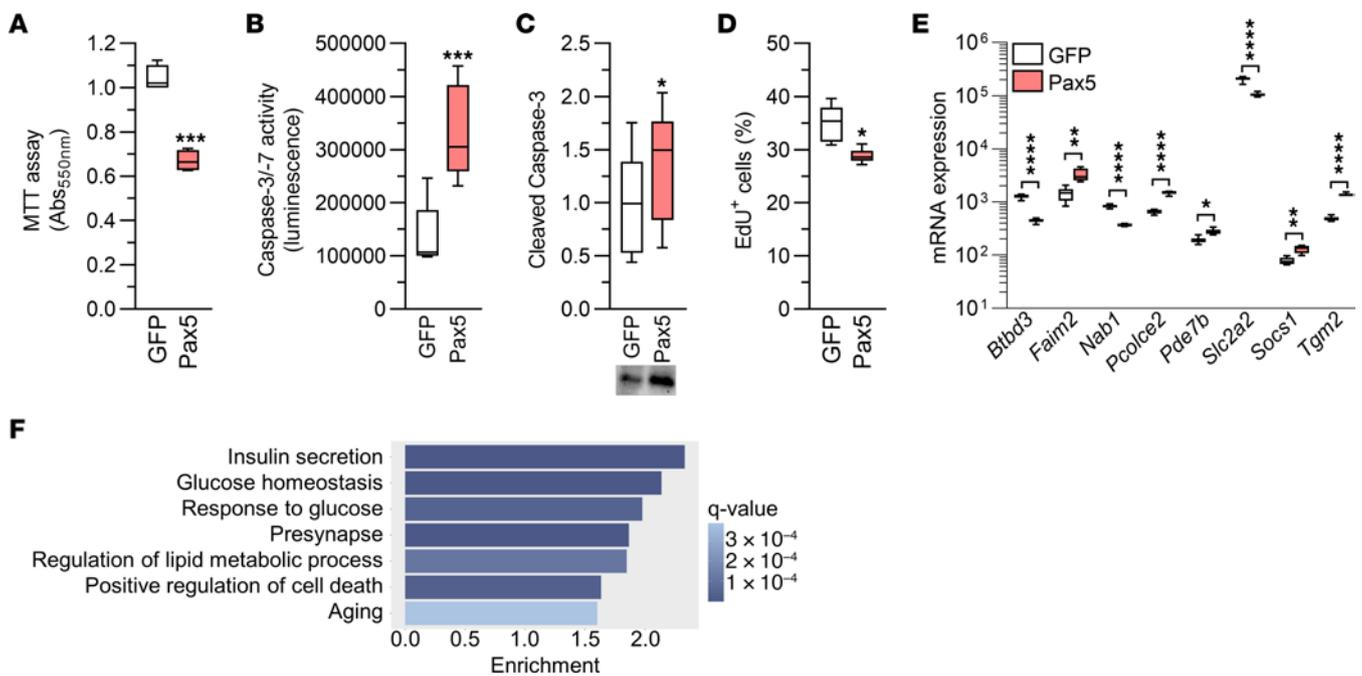 A
1.2
1.0
0.8
0.6
0.4
0.2
0.0
MTT assay
(Abs550nm)
***
GFP
Pax5
B
500000
400000
300000
200000
100000
0
Caspase-3/-7 activity
(luminescence)
***
GFP
Pax5
C
2.5
2.0
1.5
1.0
0.5
0.0
Cleaved Caspase-3
*
GFP
Pax5
D
50
40
30
20
10
0
EdU+ cells (%)
*
GFP
Pax5
E
10^6
10^5
10^4
10^3
10^2
10^1
mRNA expression
GFP
Pax5
****
**
****
****
*
****
**
****
Btbd3
Faim2
Nab1
Pcolce2
Pde7b
Slc2a2
Socs1
Tgm2
F
Insulin secretion
Glucose homeostasis
Response to glucose
Presynapse
Regulation of lipid metabolic process
Positive regulation of cell death
Aging
0.0 0.5 1.0 1.5 2.0
Enrichment
q-value
3 × 10^–4
2 × 10^–4
1 × 10^–4